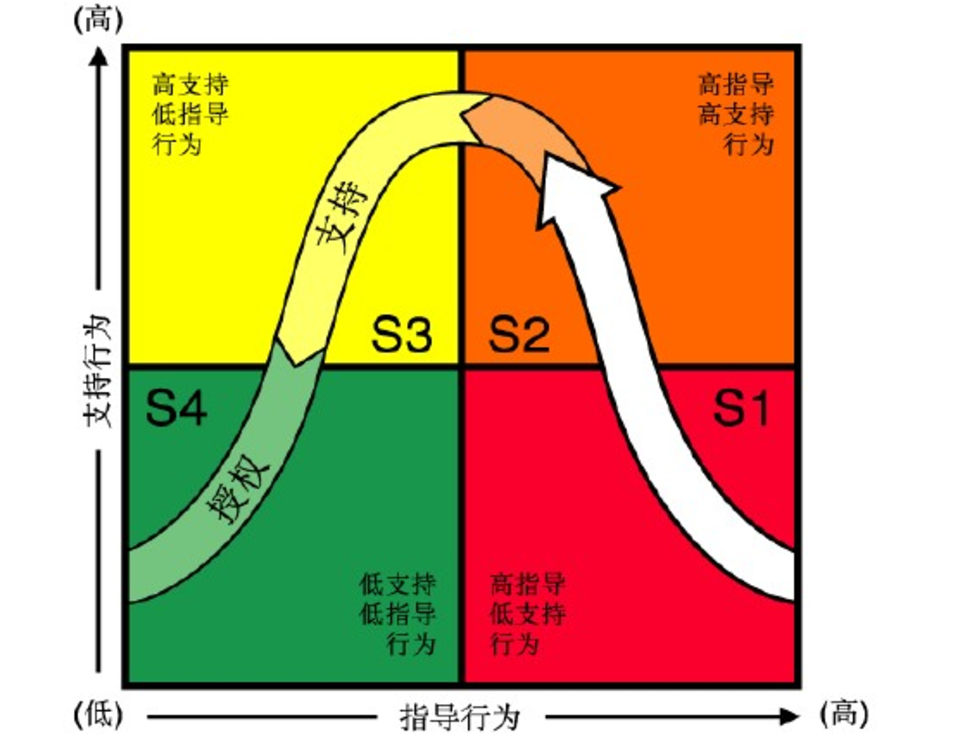 (高)
高支持
低指导
行为
高指导
高支持
行为
支持
S3
S2
支持行为
S4
S1
授权
低支持
低指导
行为
高指导
低支持
行为
(低)
指导行为
(高)